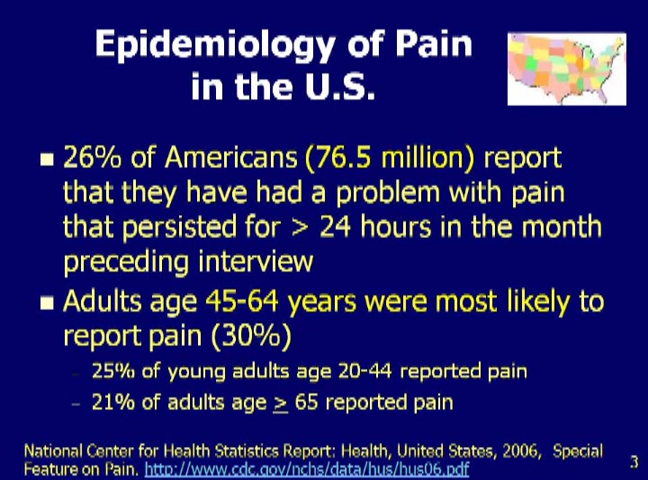 Epidemiology of Pain
in the U.S.
26% of Americans (76.5 million) report
that they have had a problem with pain
that persisted for > 24 hours in the month
preceding interview
Adults age 45-64 years were most likely to
report pain (30%)
– 25% of young adults age 20-44 reported pain
– 21% of adults age ≥ 65 reported pain
National Center for Health Statistics Report: Health, United States, 2006, Special
Feature on Pain. http://www.cdc.gov/nchs/data/hus/hus06.pdf
3